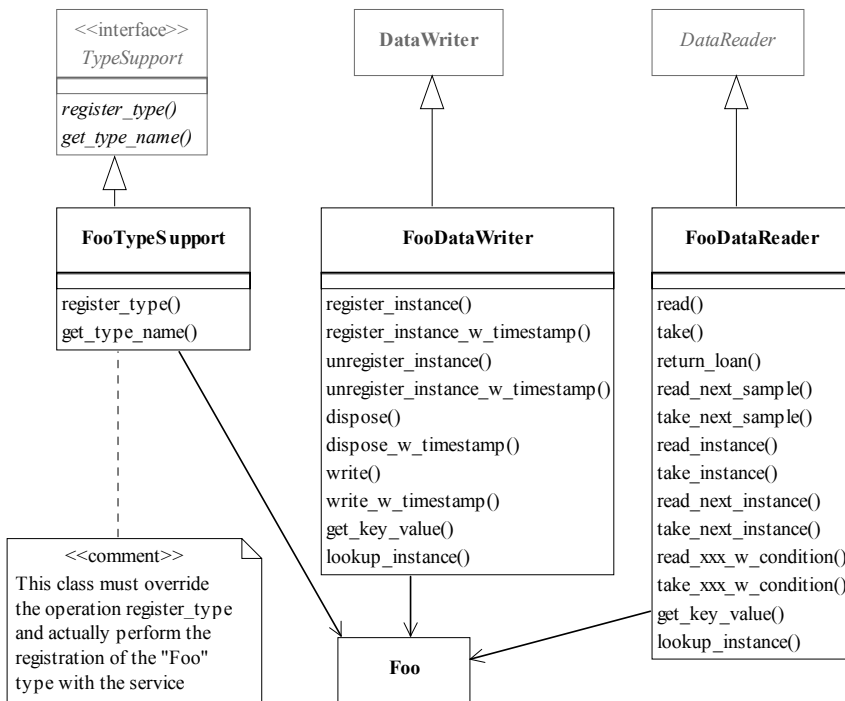 <<interface>>
TypeSupport
register_type()
get_type_name()
DataWriter
DataReader
FooTypeSupport
register_type()
get_type_name()
FooDataWriter
register_instance()
register_instance_w_timestamp()
unregister_instance()
unregister_instance_w_timestamp()
dispose()
dispose_w_timestamp()
write()
write_w_timestamp()
get_key_value()
lookup_instance()
FooDataReader
read()
take()
return_loan()
read_next_sample()
take_next_sample()
read_instance()
take_instance()
read_next_instance()
take_next_instance()
read_xxx_w_condition()
take_xxx_w_condition()
get_key_value()
lookup_instance()
<<comment>>
This class must override
the operation register_type
and actually perform the
registration of the "Foo"
type with the service
Foo